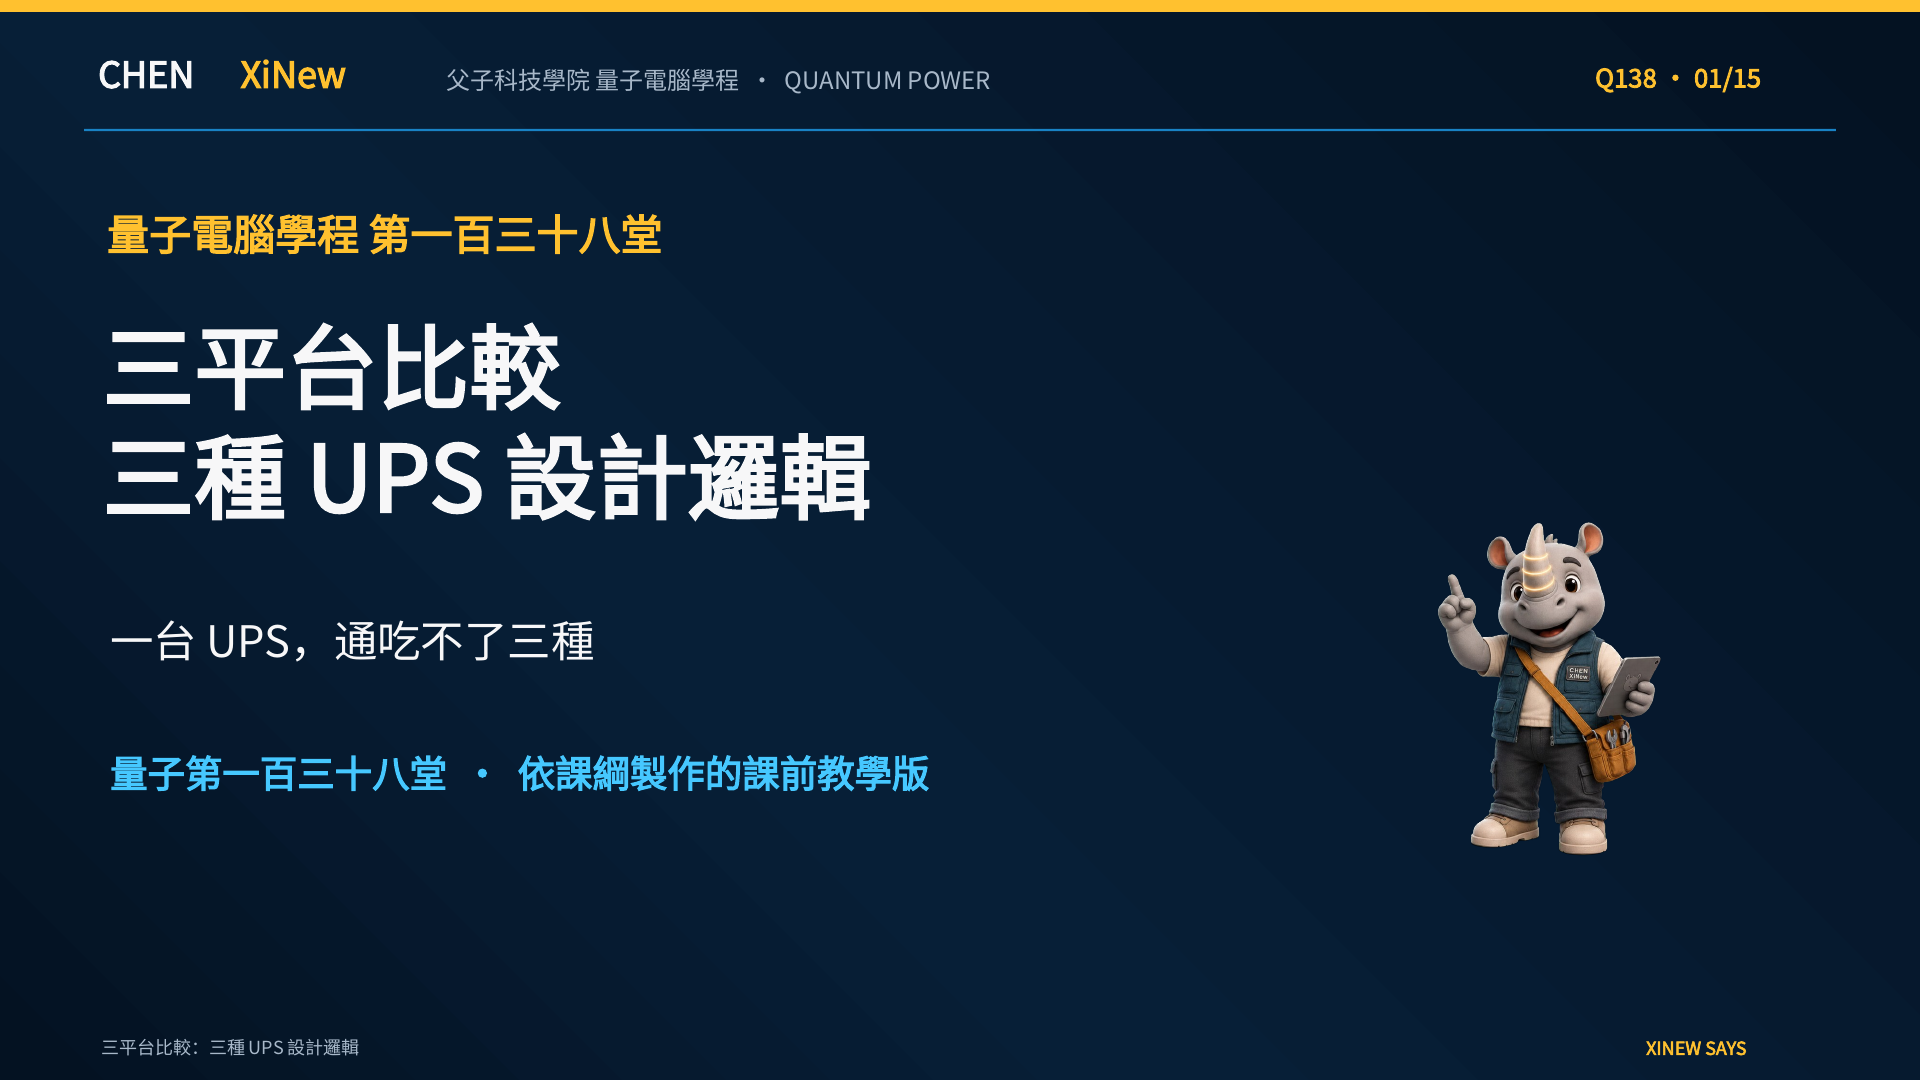 CHEN XiNew 父子科技學院 量子電腦學程 · QUANTUM POWER Q138 · 01/15
量子電腦學程 第一百三十八堂
三平台比較
三種 UPS 設計邏輯
一台 UPS，通吃不了三種
量子第一百三十八堂 · 依課綱製作的課前教學版
CHEN
XiNew
三平台比較：三種 UPS 設計邏輯
XINEW SAYS